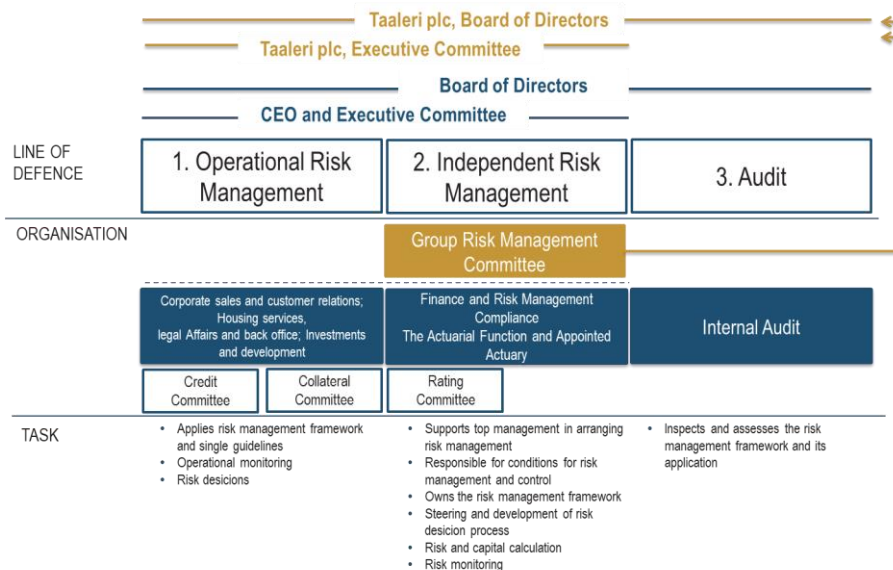 Taaleri plc, Board of Directors
Taaleri plc, Executive Committee
Board of Directors
CEO and Executive Committee
LINE OF
DEFENCE
1. Operational Risk
Management
2. Independent Risk
Management
3. Audit
ORGANISATION
Group Risk Management
Committee
Corporate sales and customer relations;
Housing services,
legal Affairs and back office; Investments
and development
Finance and Risk Management
Compliance
The Actuarial Function and Appointed
Actuary
Internal Audit
Credit
Committee
Collateral
Committee
Rating
Committee
TASK
• Applies risk management framework
and single guidelines
• Operational monitoring
• Risk desicions
• Supports top management in arranging
risk management
• Responsible for conditions for risk
management and control
• Owns the risk management framework
• Steering and development of risk
desicion process
• Risk and capital calculation
• Risk monitoring
• Inspects and assesses the risk
management framework and its
application